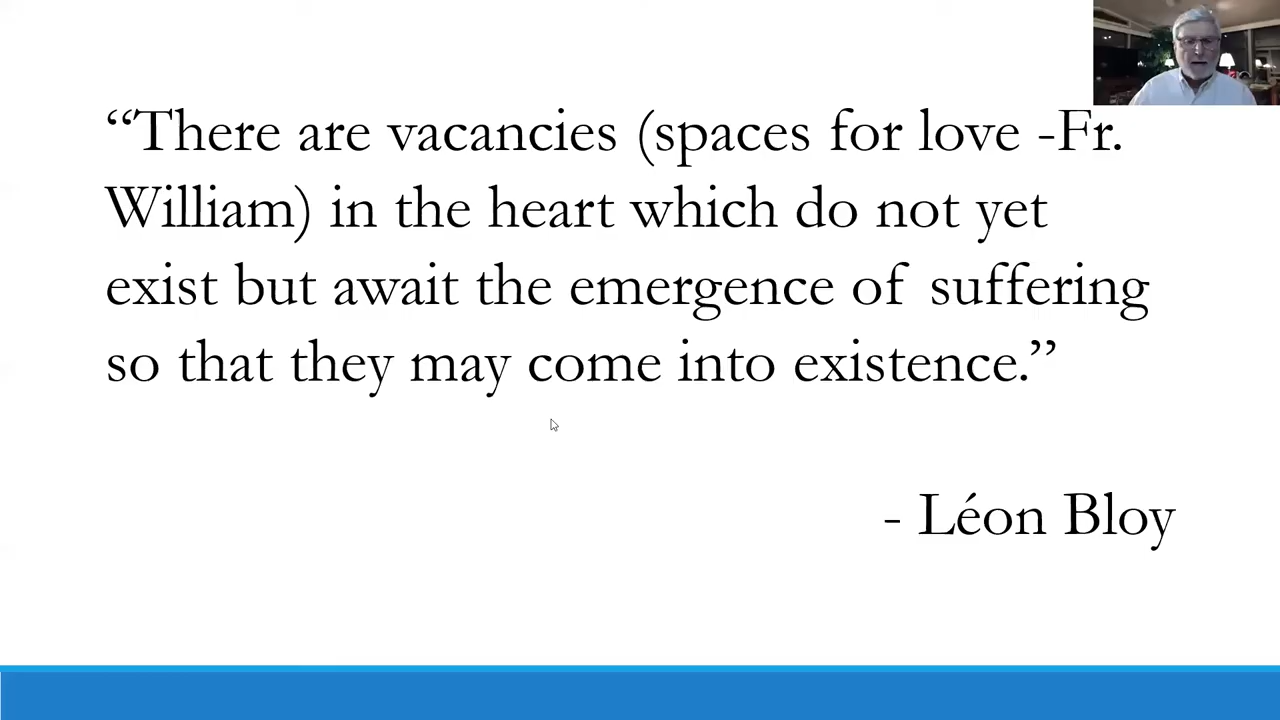 “There are vacancies (spaces for love -Fr.
William) in the heart which do not yet
exist but await the emergence of suffering
so that they may come into existence.”
- Léon Bloy